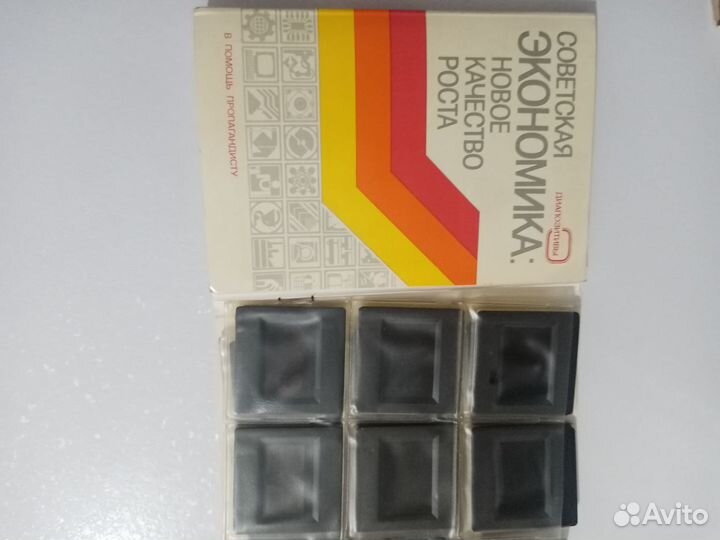 СОВЕТСКАЯ
ЭКОНОМИКА:
НОВОЕ
КАЧЕСТВО
РОСТА
ДИАПОЗИТИВЫ
В ПОМОЩЬ ПРОПАГАНДИСТУ
Avito